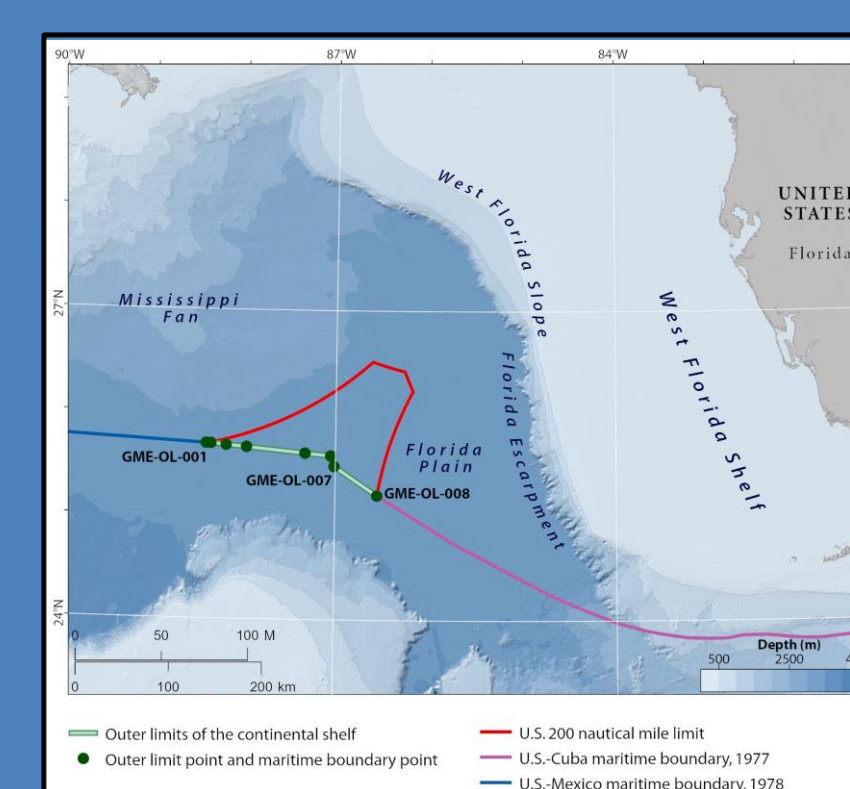 90°W 87°W 84°W
West Florida Slope
UNITED
STATES
Florida
27°N
Mississippi
Fan
West Florida Shelf
Florida Escarpment
Florida
Plain
GME-OL-001
GME-OL-007
GME-OL-008
24°N
0 50 100 M
0 100 200 km
Depth (m)
500 2500 4
Outer limits of the continental shelf
Outer limit point and maritime boundary point
U.S. 200 nautical mile limit
U.S.-Cuba maritime boundary, 1977
U.S.-Mexico maritime boundary, 1978